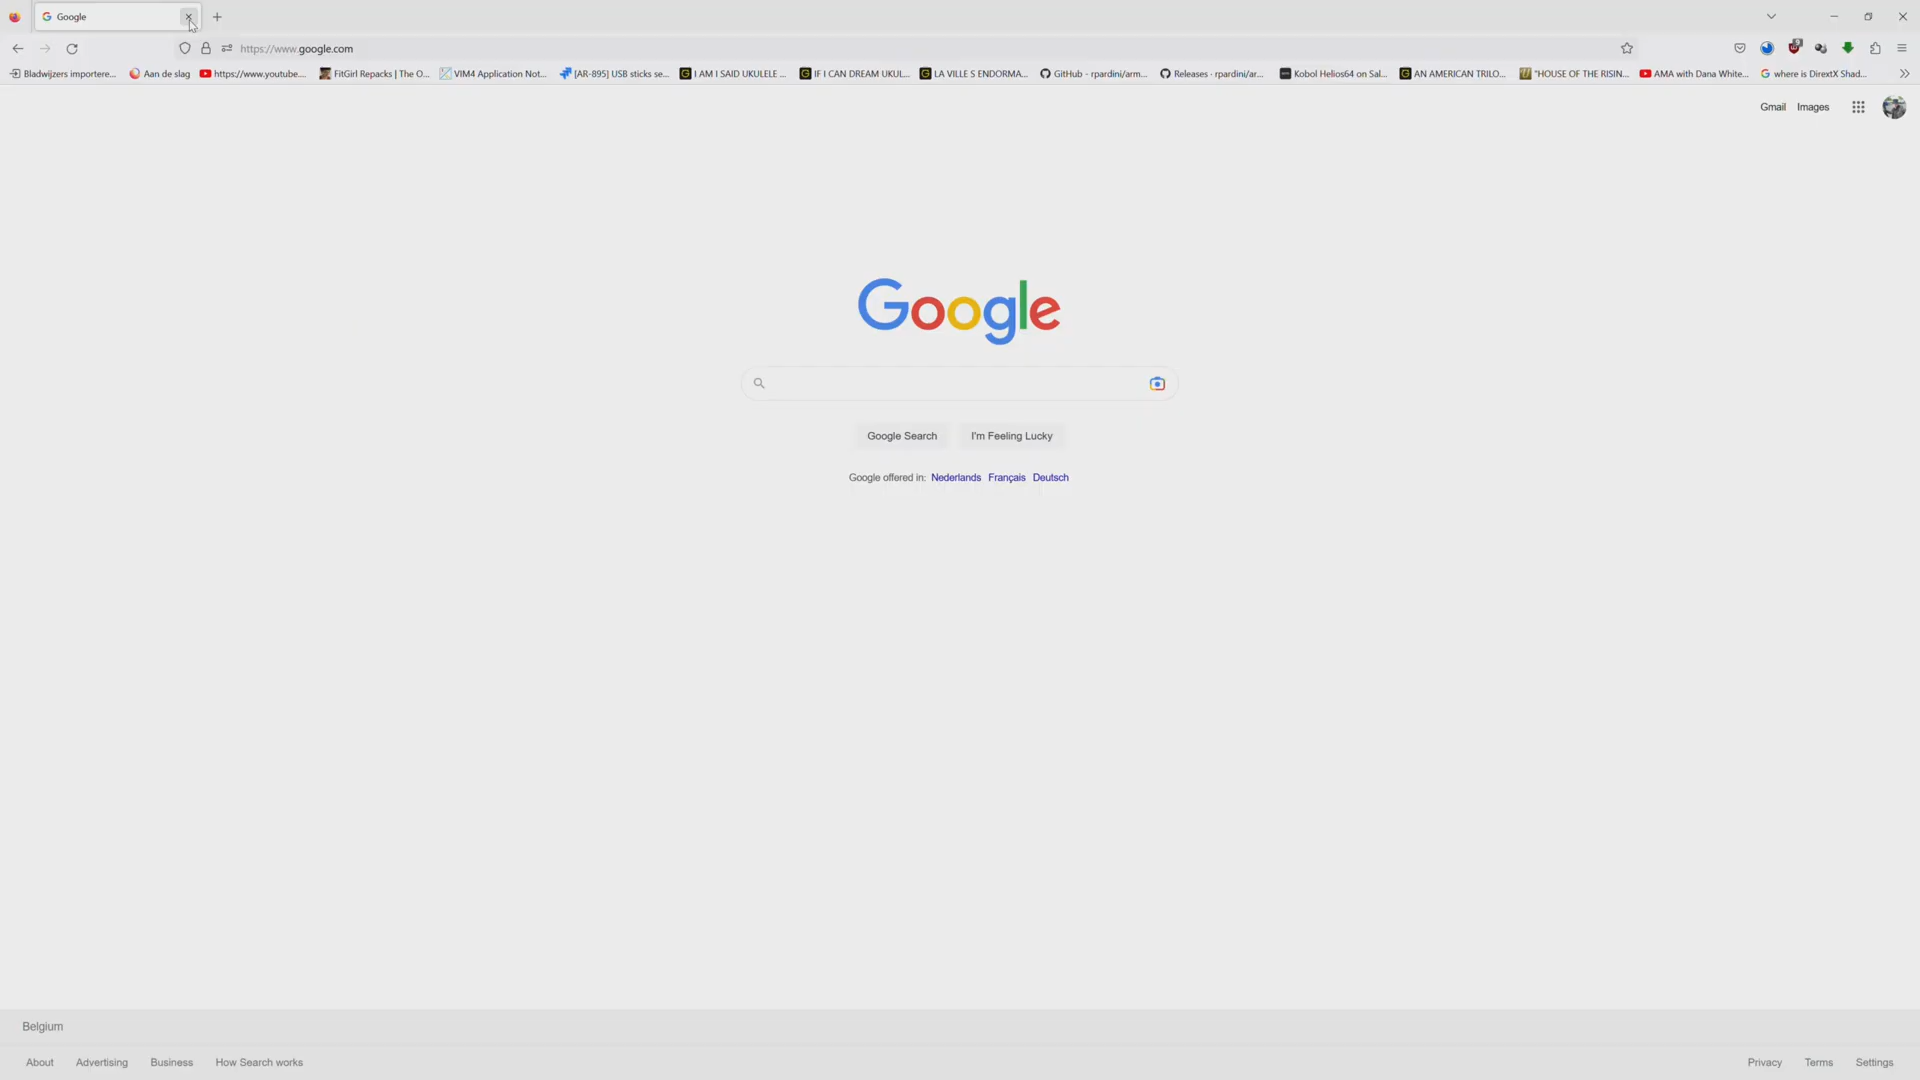 Google
https://www.google.com
Bladwijzers importere... Aan de slag https://www.youtube.... FitGirl Repacks | The O... VIM4 Application Not... [AR-895] USB sticks se... I AM I SAID UKULELE ... IF I CAN DREAM UKUL... LA VILLE S ENDORMA... GitHub - rpardini/arm... Releases · rpardini/ar... Kobol Helios64 on Sal... AN AMERICAN TRILO... "HOUSE OF THE RISIN... AMA with Dana White... where is DirextX Shad...
Gmail Images
Google
Google Search I'm Feeling Lucky
Google offered in: Nederlands Français Deutsch
Belgium
About Advertising Business How Search works Privacy Terms Settings